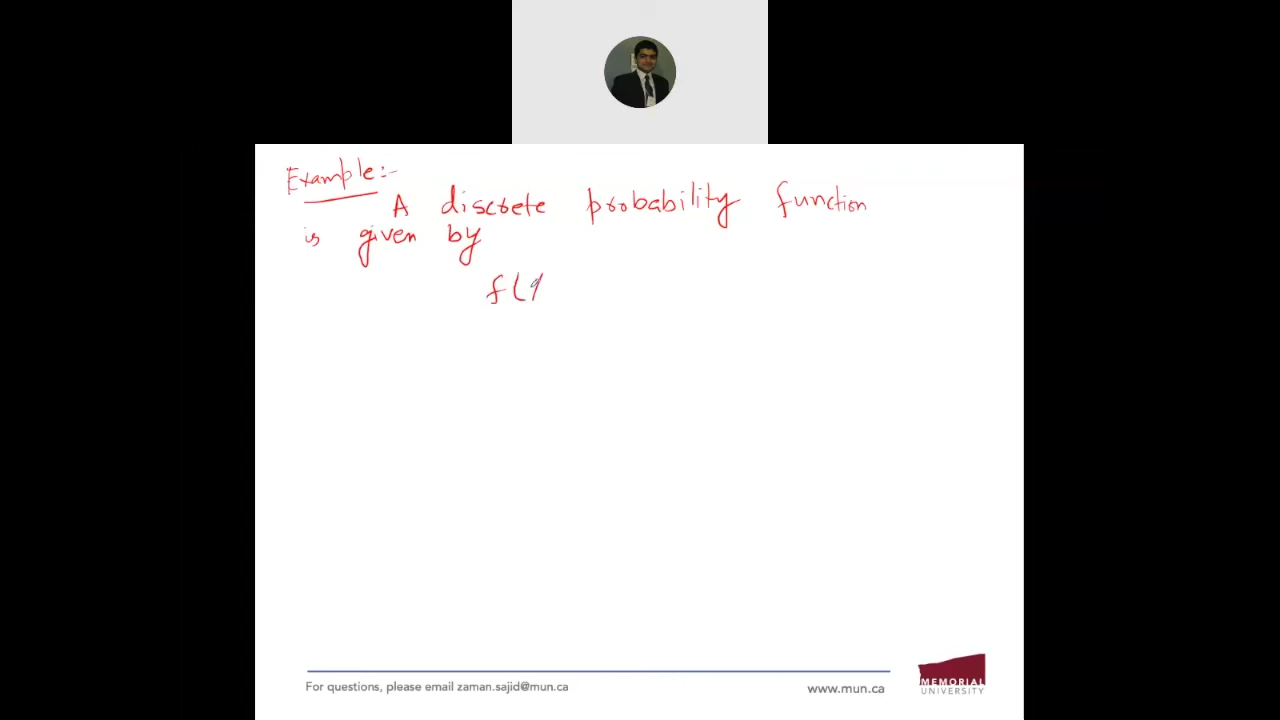 Example:-
A discrete probability function
is given by
f(
For questions, please email zaman.sajid@mun.ca
www.mun.ca
MEMORIAL
UNIVERSITY